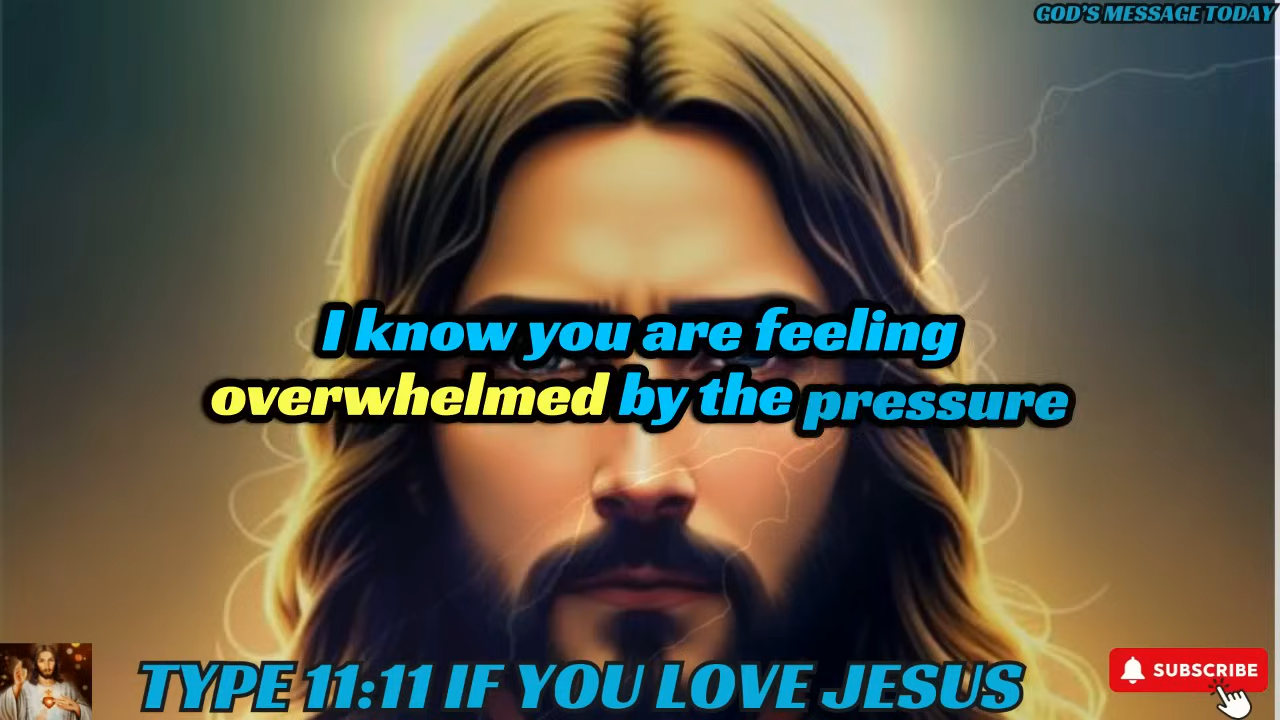 GOD'S MESSAGE TODAY
I know you are feeling
overwhelmed by the pressure
TYPE 11:11 IF YOU LOVE JESUS
SUBSCRIBE